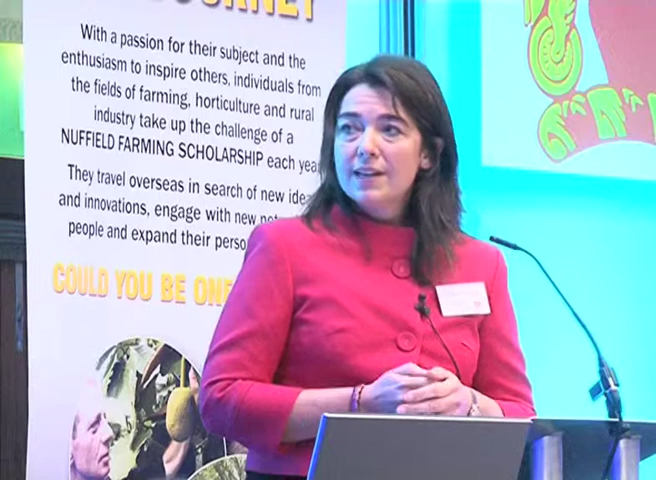 With a passion for their subject and the
enthusiasm to inspire others, individuals from
the fields of farming, horticulture and rural
industry take up the challenge of a
NUFFIELD FARMING SCHOLARSHIP each
They travel overseas in search of new
and innovations, engage with new
people and expand their
COULD YOU BE